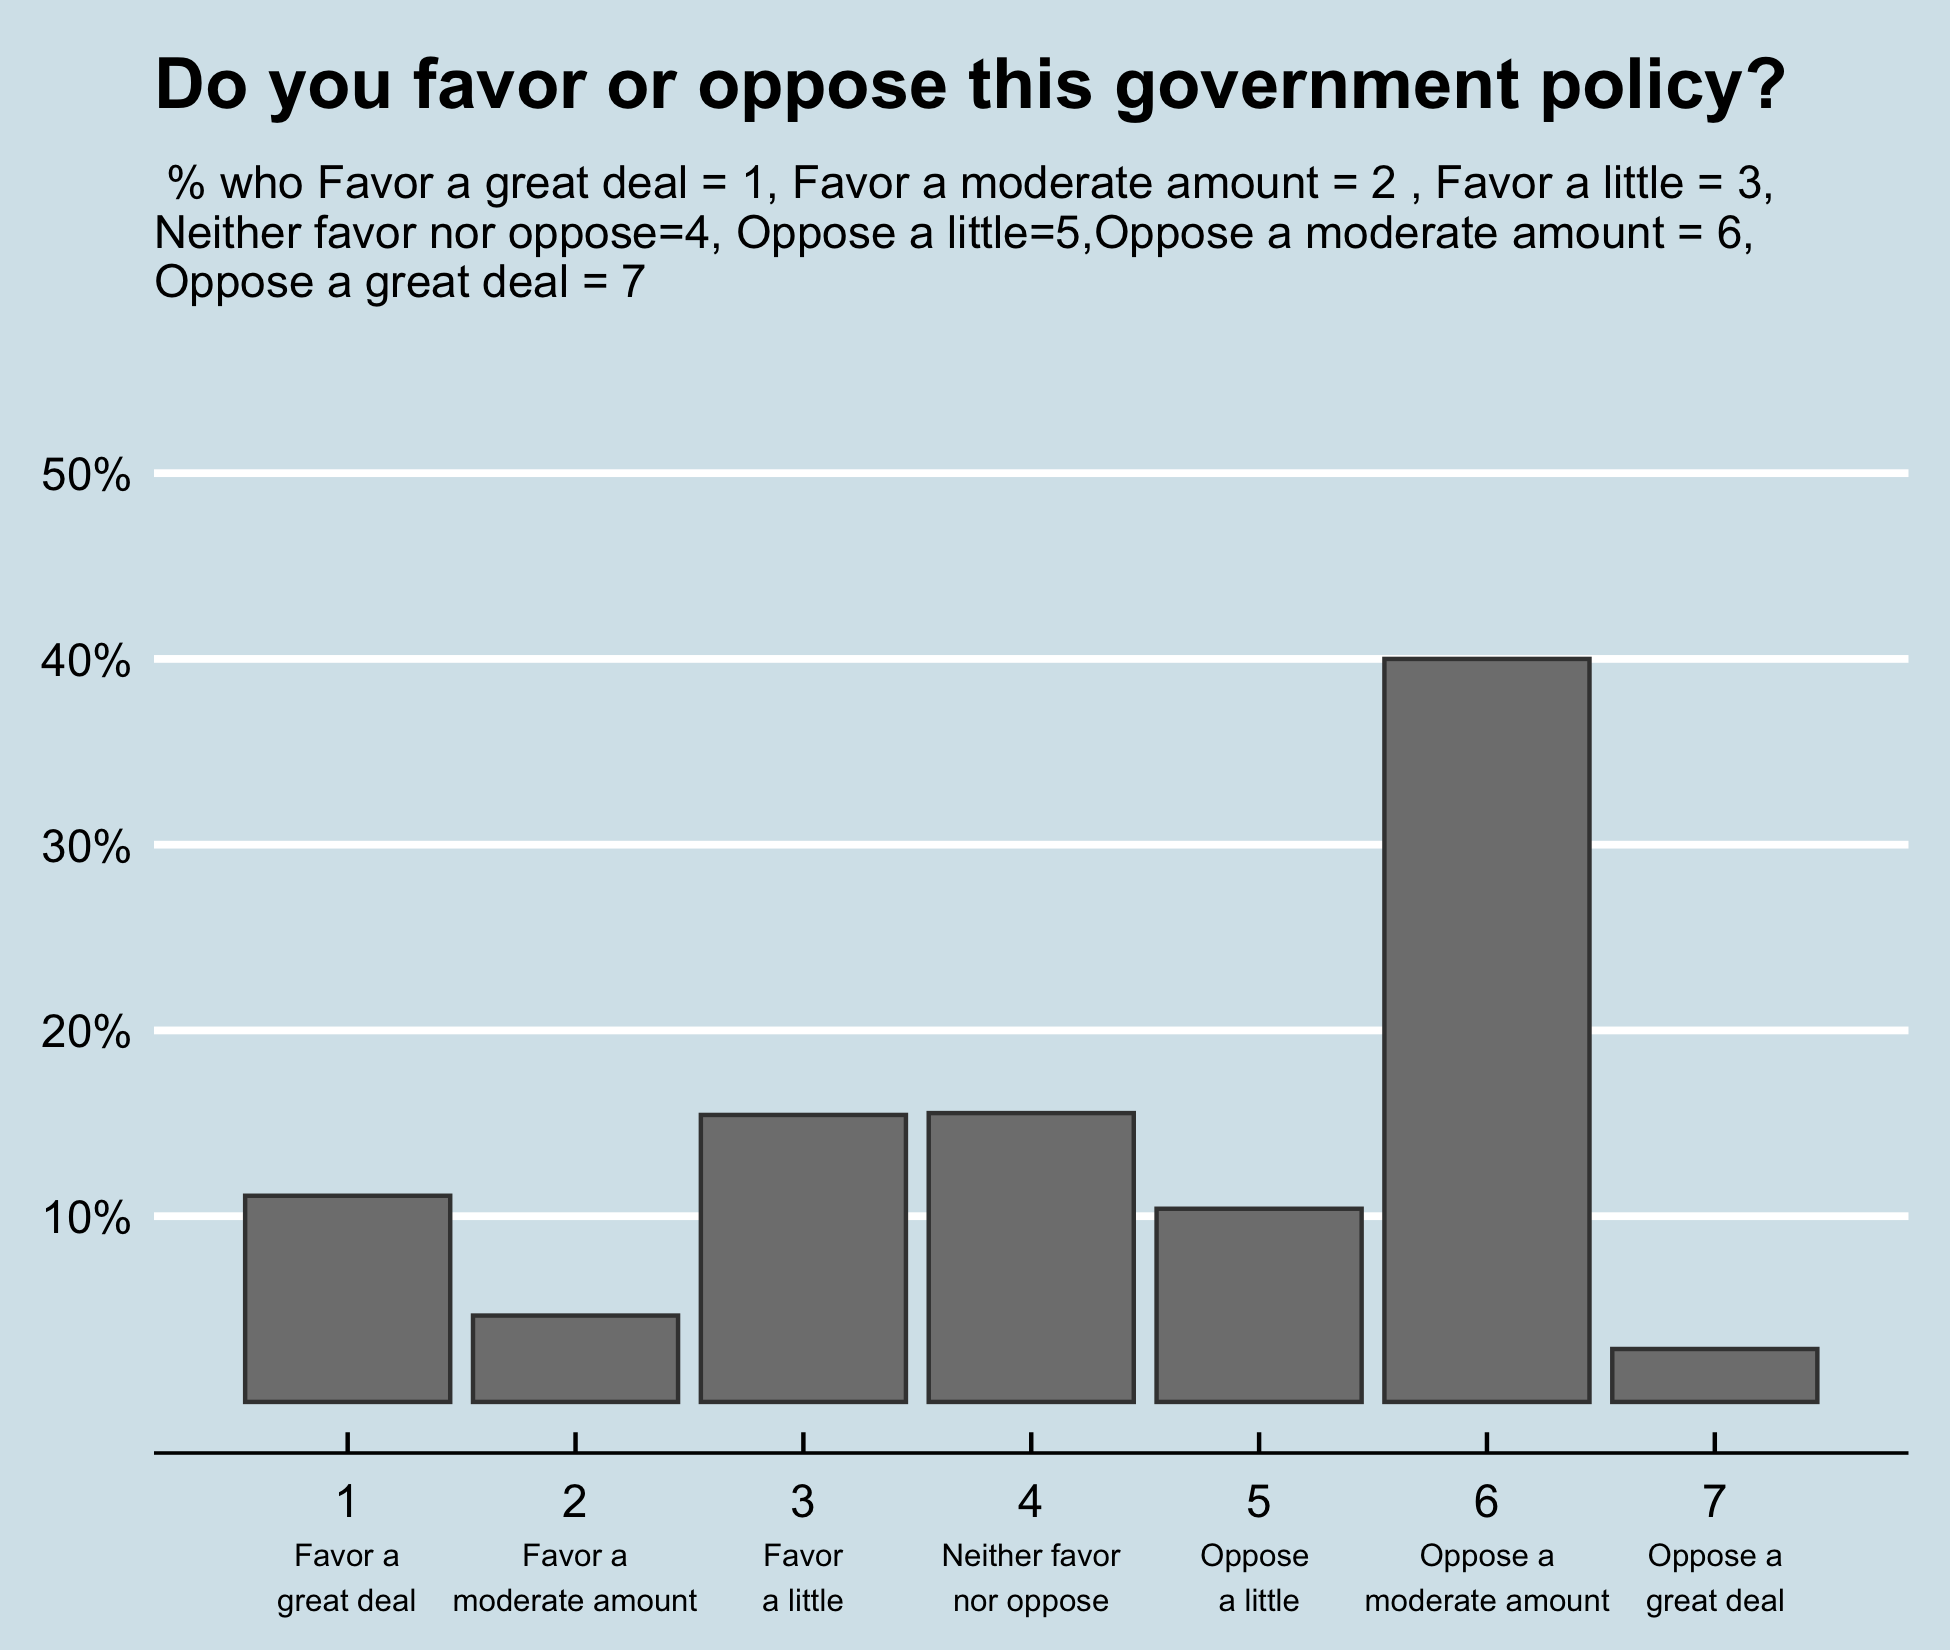 Do you favor or oppose this government policy?
% who Favor a great deal = 1, Favor a moderate amount = 2 , Favor a little = 3,
Neither favor nor oppose=4, Oppose a little=5,Oppose a moderate amount = 6,
Oppose a great deal = 7
50%
40%
30%
20%
10%
1 2 3 4 5 6 7
Favor a Favor a Favor Neither favor Oppose Oppose a Oppose a
great deal moderate amount a little nor oppose a little moderate amount great deal